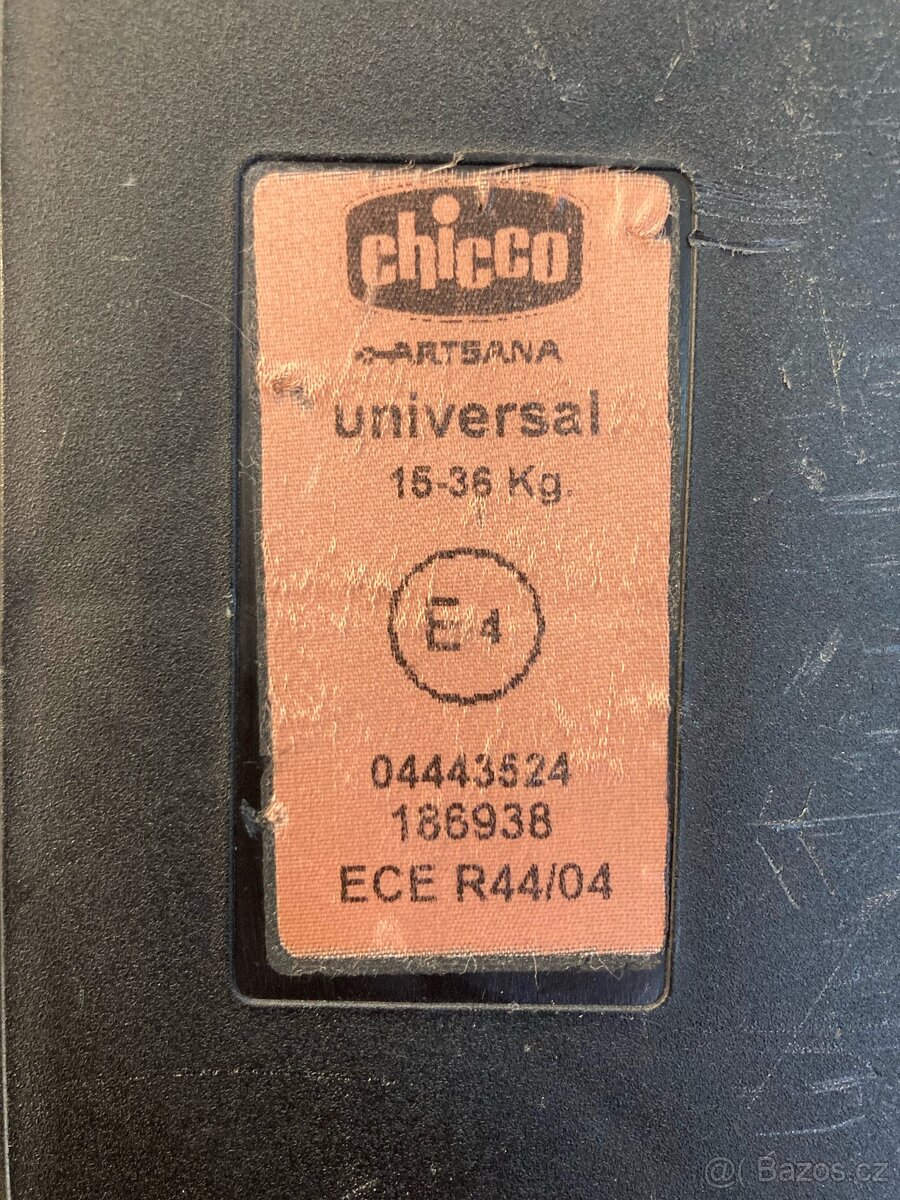 chicco
ARTSANA
universal
15-36 Kg.
E4
04443524
186938
ECE R44/04
@( Bazos.cz